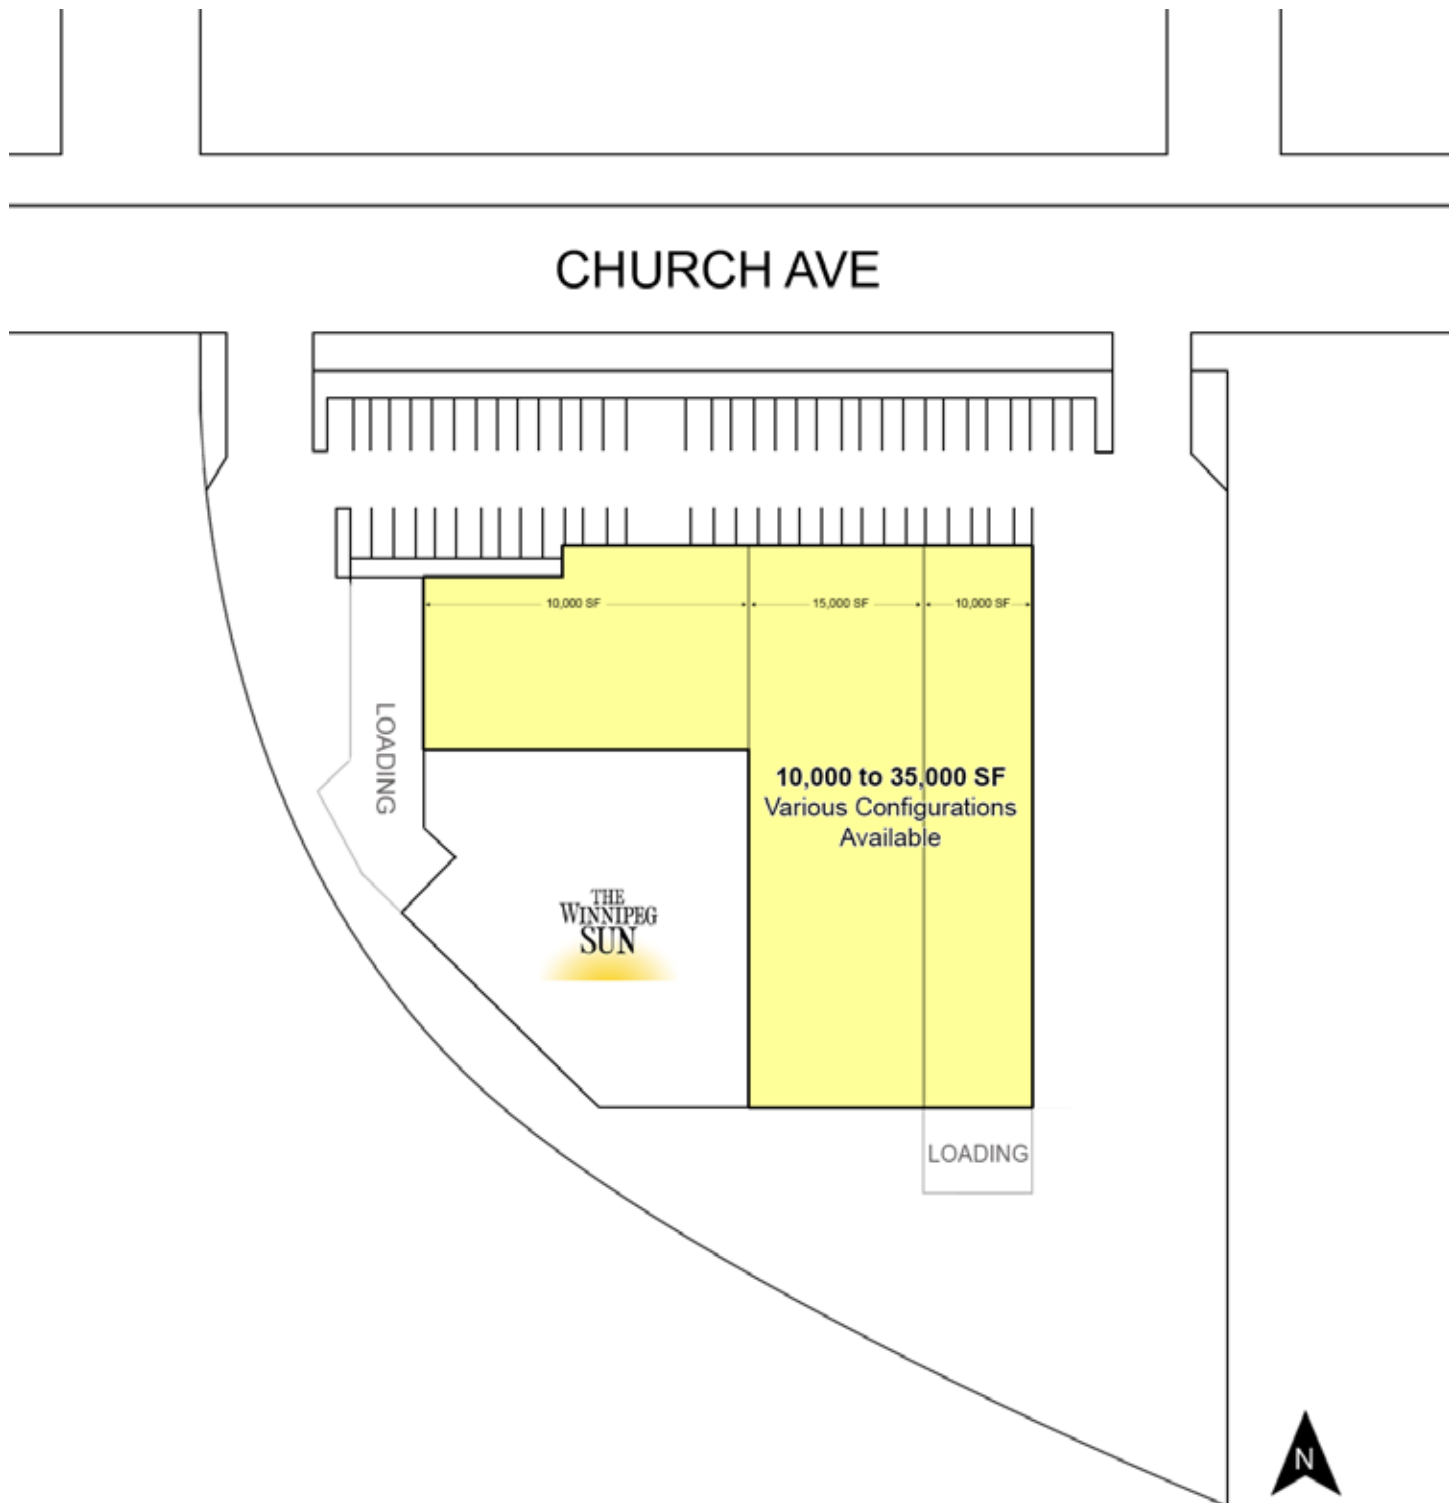 CHURCH AVE
10,000 SF
15,000 SF
10,000 SF
LOADING
10,000 to 35,000 SF
Various Configurations
Available
THE
WINNIPEG
SUN
LOADING
N